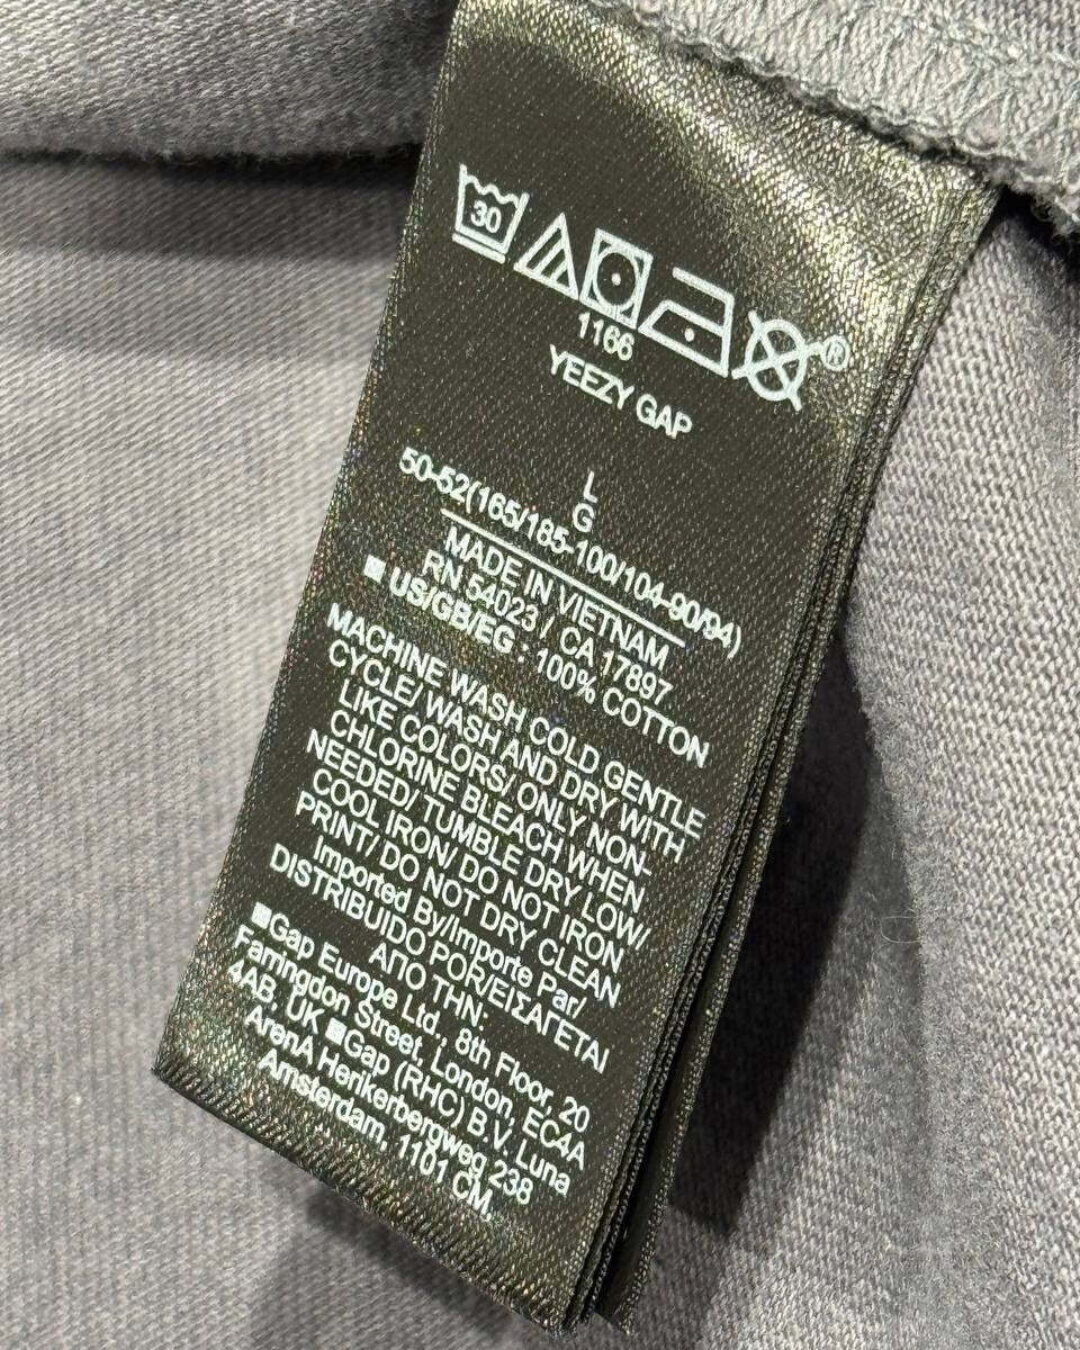 30
®
1166
YEEZY GAP
L
G
50-52(165/185-100/104-90/94)
MADE IN VIETNAM
RN 54023 / CA 17897
■ US/GB/EG : 100% COTTON
MACHINE WASH COLD GENTLE
CYCLE/ WASH AND DRY WITH
LIKE COLORS/ ONLY NON-
CHLORINE BLEACH WHEN
NEEDED/ TUMBLE DRY LOW/
COOL IRON/ DO NOT IRON
PRINT/ DO NOT DRY CLEAN
Imported By/Importe Par/
DISTRIBUIDO POR/ΕΙΣΑΓΕΤΑΙ
ΑΠΟ ΤΗΝ:
■Gap Europe Ltd., 8th Floor, 20
Farringdon Street, London, EC4A
4AB, UK ■Gap (RHC) B.V. Luna
ArenA Herikerbergweg 238
Amsterdam, 1101 CM,